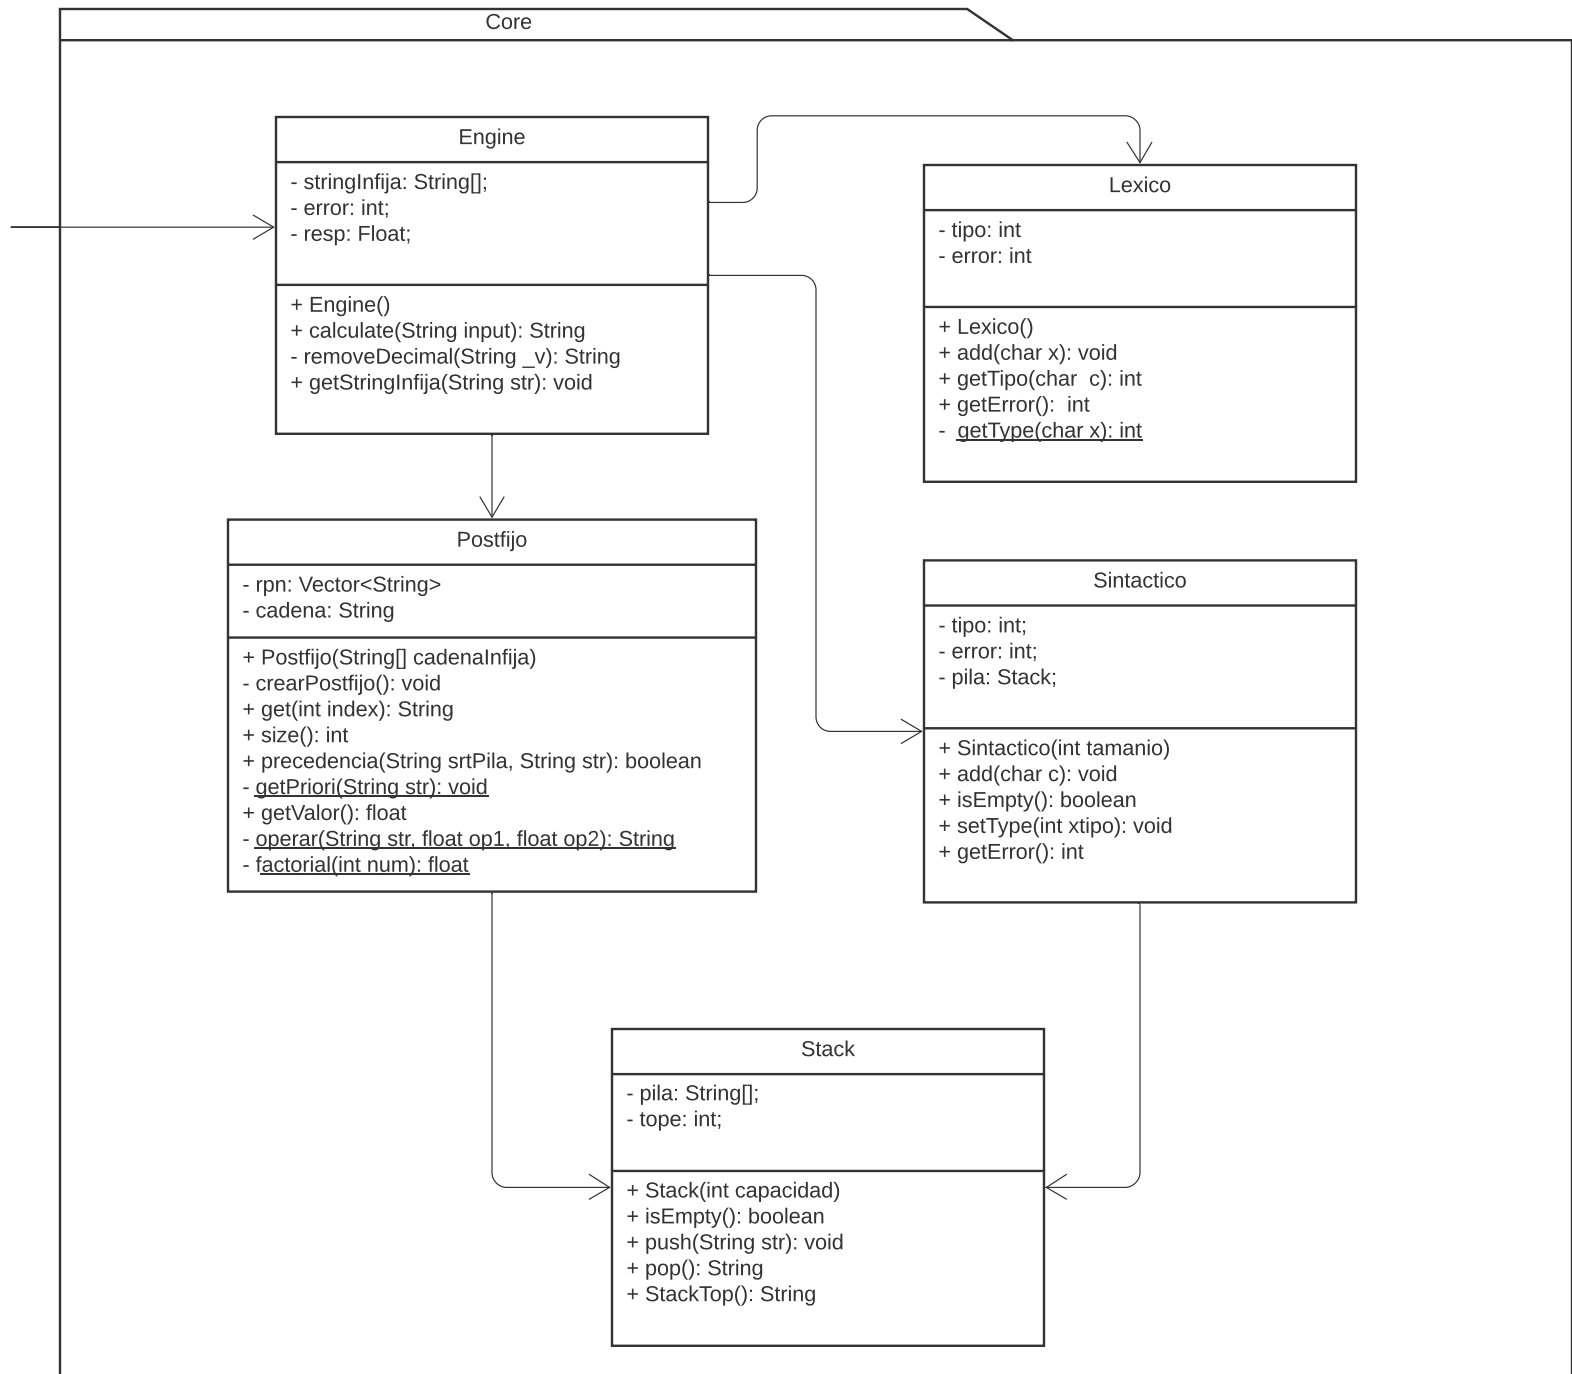 Core
Engine
- stringInfija: String[];
- error: int;
- resp: Float;
+ Engine()
+ calculate(String input): String
- removeDecimal(String _v): String
+ getStringInfija(String str): void
Lexico
- tipo: int
- error: int
+ Lexico()
+ add(char x): void
+ getTipo(char  c): int
+ getError():  int
-  getType(char x): int
Postfijo
- rpn: Vector<String>
- cadena: String
+ Postfijo(String[] cadenaInfija)
- crearPostfijo(): void
+ get(int index): String
+ size(): int
+ precedencia(String srtPila, String str): boolean
- getPriori(String str): void
+ getValor(): float
- operar(String str, float op1, float op2): String
- factorial(int num): float
Sintactico
- tipo: int;
- error: int;
- pila: Stack;
+ Sintactico(int tamanio)
+ add(char c): void
+ isEmpty(): boolean
+ setType(int xtipo): void
+ getError(): int
Stack
- pila: String[];
- tope: int;
+ Stack(int capacidad)
+ isEmpty(): boolean
+ push(String str): void
+ pop(): String
+ StackTop(): String